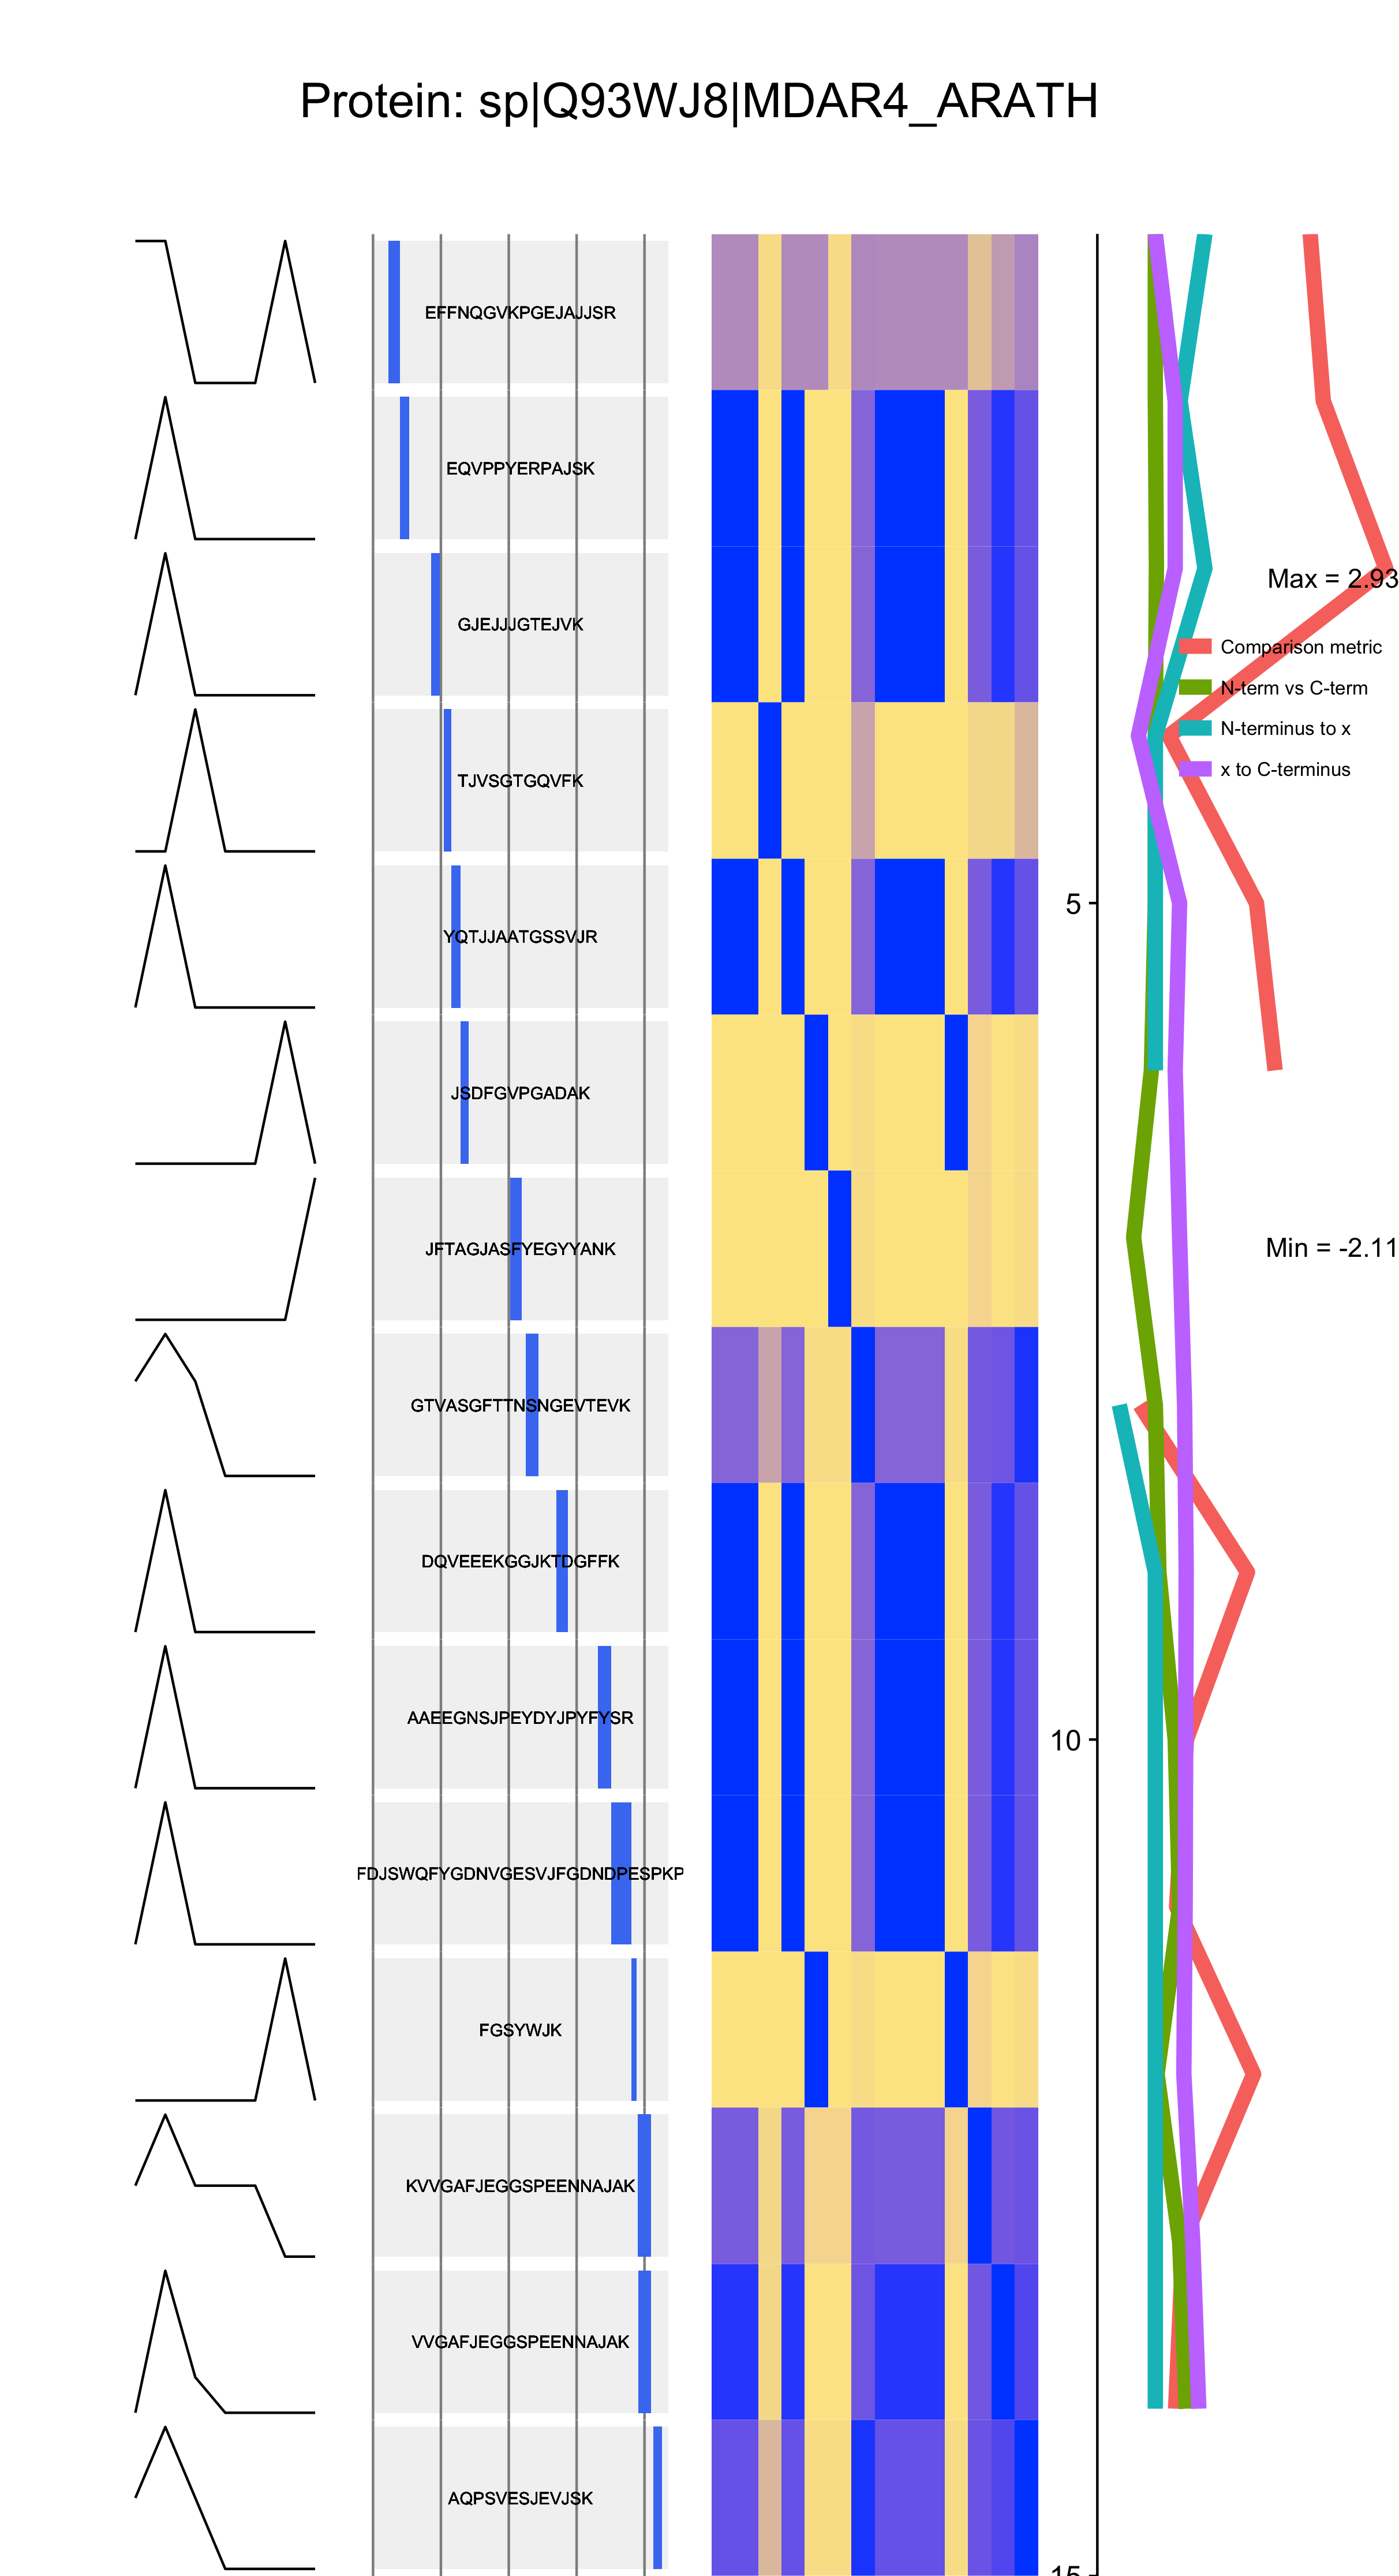 Protein: sp|Q93WJ8|MDAR4_ARATH
EFFNQGVKPGEJAJJSR
EQVPPYERPAJSK
GJEJJJGTEJVK
Max = 2.93
Comparison metric
N-term vs C-term
N-terminus to x
x to C-terminus
TJVSGTGQVFK
5
YQTJJAATGSSVJR
JSDFGVPGADAK
JFTAGJASFYEGYYANK
Min = -2.11
GTVASGFTTNSNGEVTEVK
DQVEEEKGGJKTDGFFK
AAEEGNSJPEYDYJPYFYSR
10
FDJSWQFYGDNVGESVJFGDNDPESPKP
FGSYWJK
KVVGAFJEGGSPEENNAJAK
VVGAFJEGGSPEENNAJAK
AQPSVESJEVJSK
15